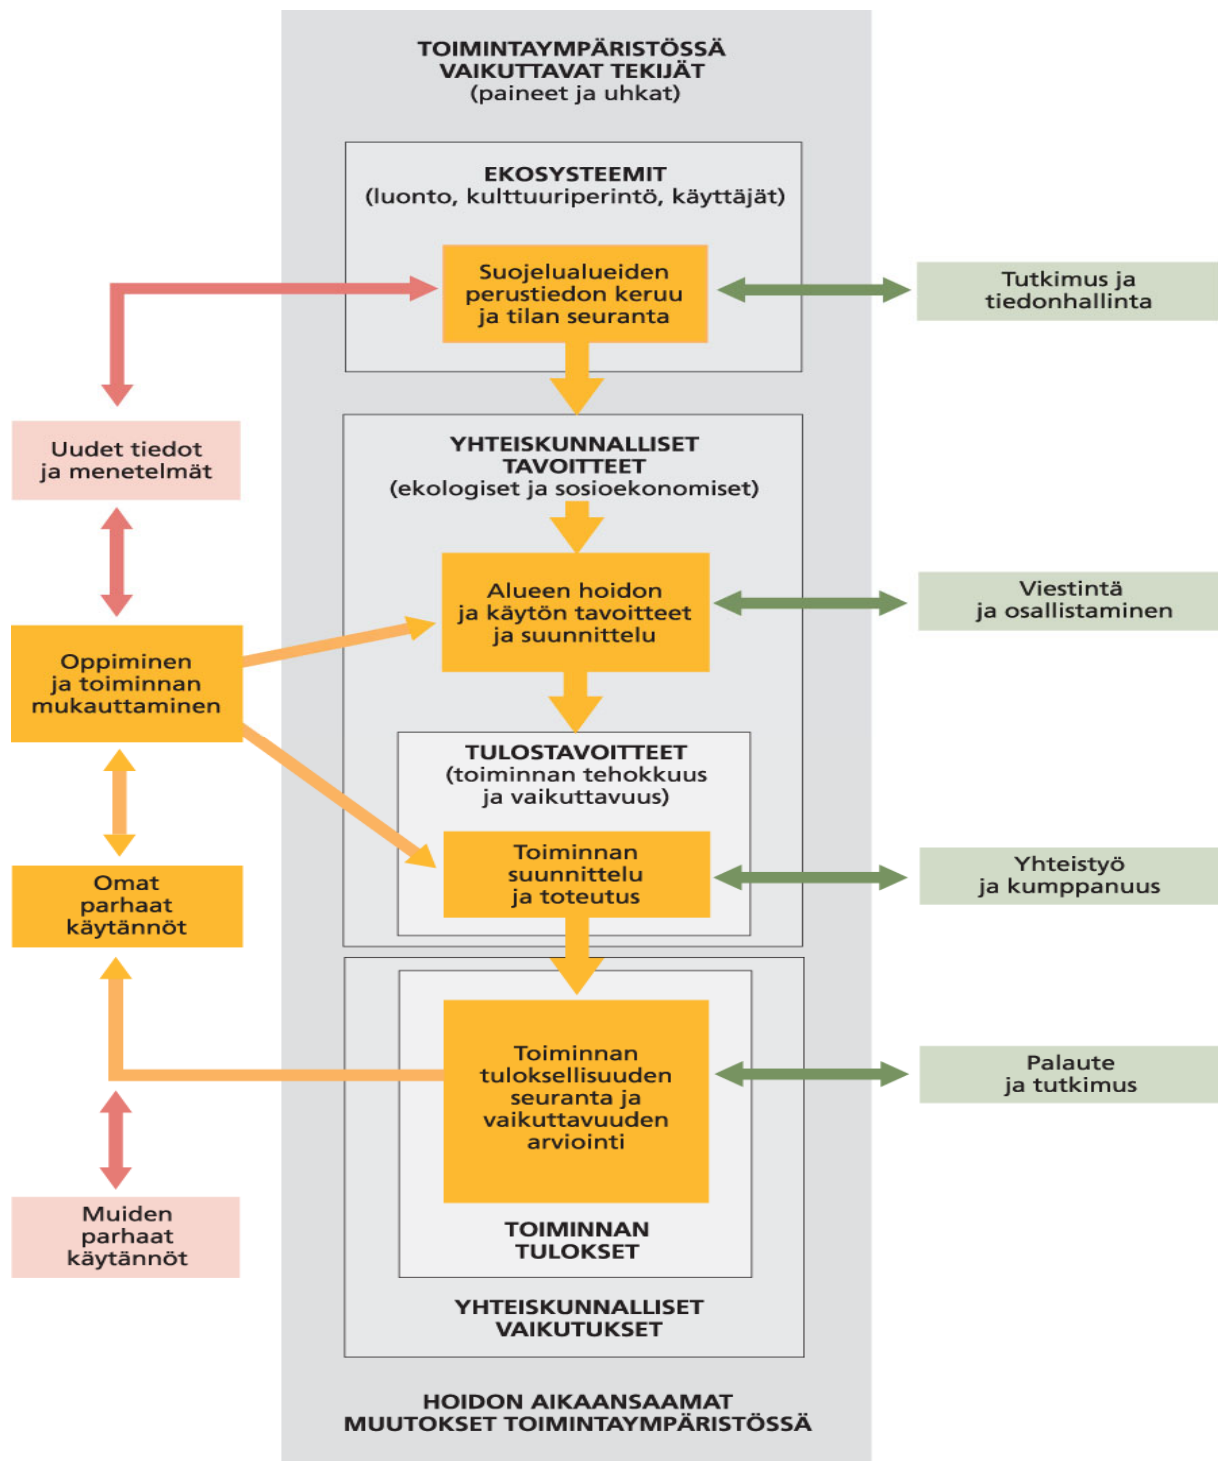 TOIMINTAYMPÄRISTÖSSÄ
VAIKUTTAVAT TEKIJÄT
(paineet ja uhkat)
EKOSYSTEEMIT
(luonto, kulttuuriperintö, käyttäjät)
Suojelualueiden
perustiedon keruu
ja tilan seuranta
Tutkimus ja
tiedonhallinta
Uudet tiedot
ja menetelmät
YHTEISKUNNALLISET
TAVOITTEET
(ekologiset ja sosioekonomiset)
Alueen hoidon
ja käytön tavoitteet
ja suunnittelu
Viestintä
ja osallistaminen
Oppiminen
ja toiminnan
mukauttaminen
TULOSTAVOITTEET
(toiminnan tehokkuus
ja vaikuttavuus)
Toiminnan
suunnittelu
ja toteutus
Yhteistyö
ja kumppanuus
Omat
parhaat
käytännöt
Toiminnan
tuloksellisuuden
seuranta ja
vaikuttavuuden
arviointi
Palaute
ja tutkimus
Muiden
parhaat
käytännöt
TOIMINNAN
TULOKSET
YHTEISKUNNALLISET
VAIKUTUKSET
HOIDON AIKAANSAAMAT
MUUTOKSET TOIMINTAYMPÄRISTÖSSÄ